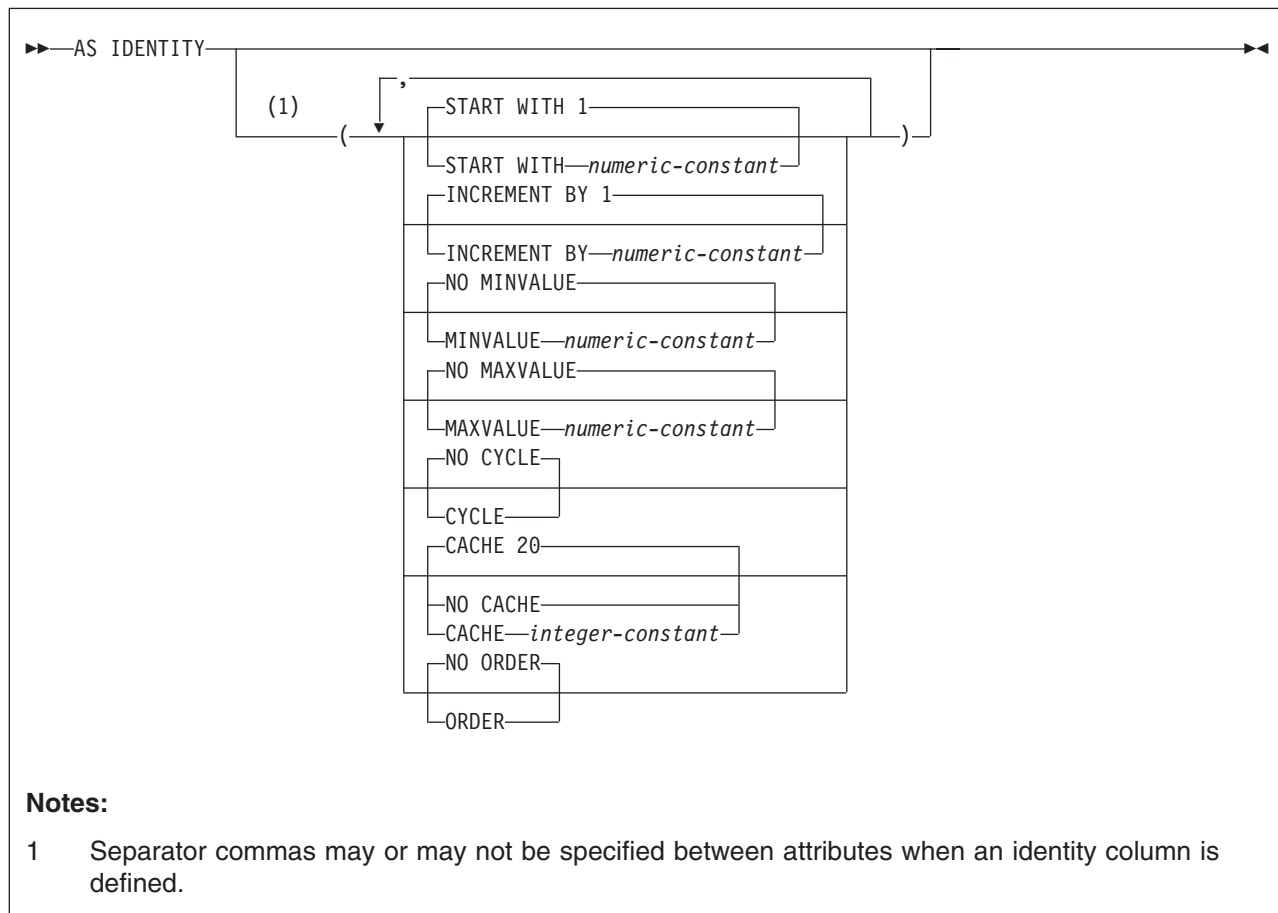 AS IDENTITY
,
(1)
START WITH 1
(
)
START WITH numeric-constant
INCREMENT BY 1
INCREMENT BY numeric-constant
NO MINVALUE
MINVALUE numeric-constant
NO MAXVALUE
MAXVALUE numeric-constant
NO CYCLE
CYCLE
CACHE 20
NO CACHE
CACHE integer-constant
NO ORDER
ORDER
Notes:
1 Separator commas may or may not be specified between attributes when an identity column is
defined.